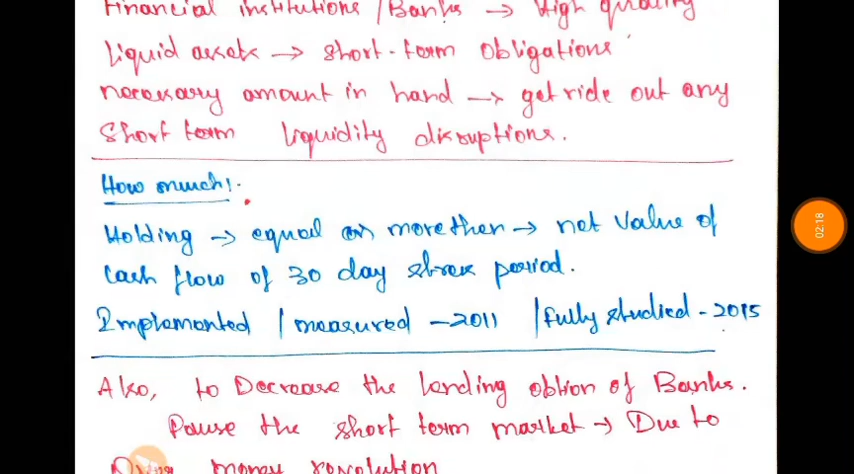 Financial institutions / Banks → High quality
Liquid assets → short-term obligations
necessary amount in hand → get ride out any
short term liquidity disruptions.
How much!.
Holding → equal or more then → net value of
cash flow of 30 day stress period.
Implemented / measured - 2011 / fully studied - 2015
Also, to Decrease the lending obtion of Banks.
Pause the short term market → Due to
money
02:18